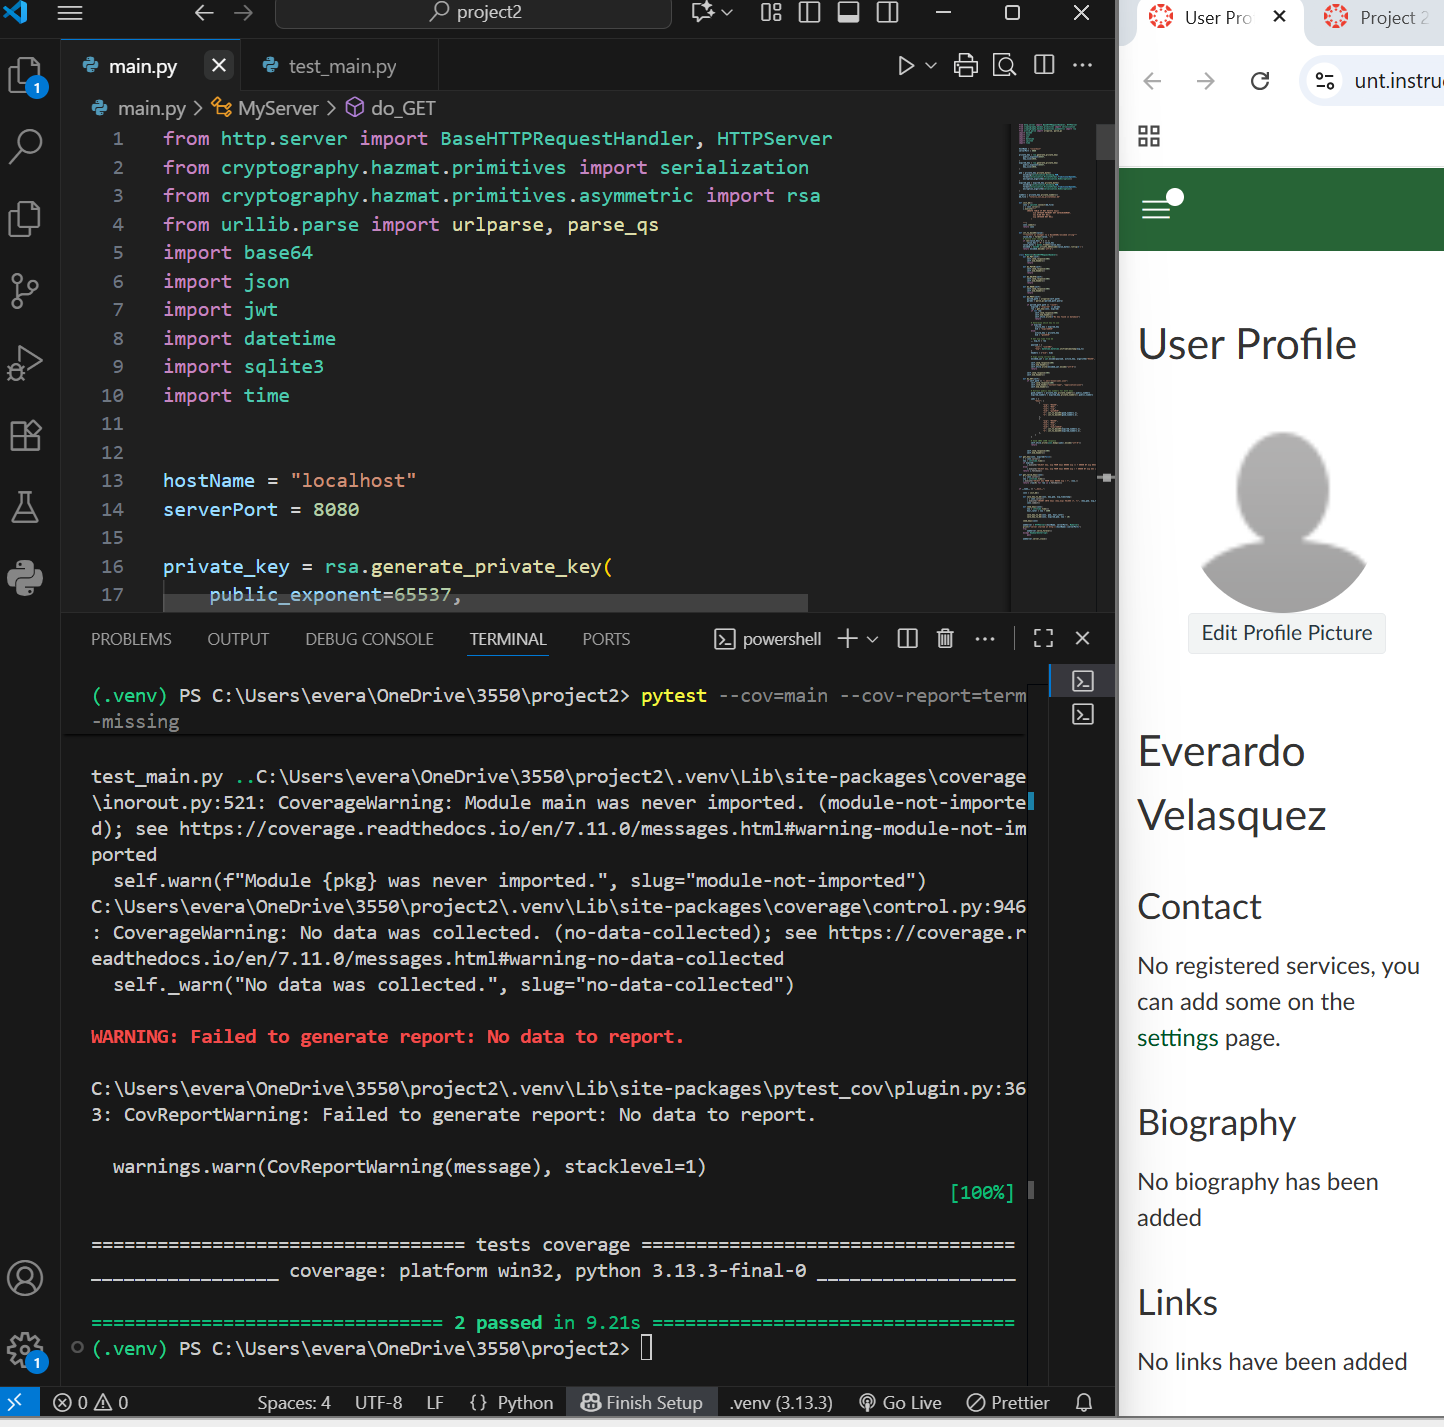 project2
main.py
test_main.py
main.py > MyServer > do_GET
1 from http.server import BaseHTTPRequestHandler, HTTPServer
2 from cryptography.hazmat.primitives import serialization
3 from cryptography.hazmat.primitives.asymmetric import rsa
4 from urllib.parse import urlparse, parse_qs
5 import base64
6 import json
7 import jwt
8 import datetime
9 import sqlite3
10 import time
11
12
13 hostName = "localhost"
14 serverPort = 8080
15
16 private_key = rsa.generate_private_key(
17 public_exponent=65537,
PROBLEMS OUTPUT DEBUG CONSOLE TERMINAL PORTS powershell
(.venv) PS C:\Users\evera\OneDrive\3550\project2> pytest --cov=main --cov-report=term
-missing
test_main.py ..C:\Users\evera\OneDrive\3550\project2\.venv\Lib\site-packages\coverage
\inorout.py:521: CoverageWarning: Module main was never imported. (module-not-importe
d); see https://coverage.readthedocs.io/en/7.11.0/messages.html#warning-module-not-im
ported
self.warn(f"Module {pkg} was never imported.", slug="module-not-imported")
C:\Users\evera\OneDrive\3550\project2\.venv\Lib\site-packages\coverage\control.py:946
: CoverageWarning: No data was collected. (no-data-collected); see https://coverage.r
eadthedocs.io/en/7.11.0/messages.html#warning-no-data-collected
self._warn("No data was collected.", slug="no-data-collected")
WARNING: Failed to generate report: No data to report.
C:\Users\evera\OneDrive\3550\project2\.venv\Lib\site-packages\pytest_cov\plugin.py:36
3: CovReportWarning: Failed to generate report: No data to report.
warnings.warn(CovReportWarning(message), stacklevel=1)
[100%]
================================== tests coverage ==================================
_________________ coverage: platform win32, python 3.13.3-final-0 __________________
================================ 2 passed in 9.21s =================================
(.venv) PS C:\Users\evera\OneDrive\3550\project2>
1
1
0 0 Spaces: 4 UTF-8 LF {} Python Finish Setup .venv (3.13.3) Go Live Prettier
User Pro
Project 2
unt.instruc
User Profile
Edit Profile Picture
Everardo
Velasquez
Contact
No registered services, you
can add some on the
settings page.
Biography
No biography has been
added
Links
No links have been added